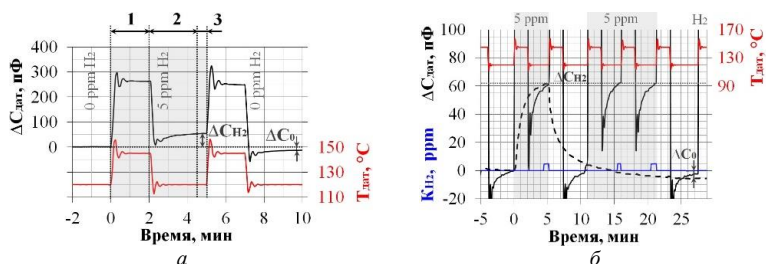 1 2 3
400
300
200
100
0
ΔCдат, пФ
0 ppm H2
5 ppm H2
0 ppm H2
ΔCH2
ΔC0
150
130
110
Tдат, °C
-2 0 2 4 6 8 10
Время, мин
а
5 ppm 5 ppm H2
100
80
60
40
20
0
-20
ΔCдат, пФ
KH2, ppm
ΔCH2
ΔC0
170
130
90
Tдат, °C
-5 0 5 10 15 20 25
Время, мин
б